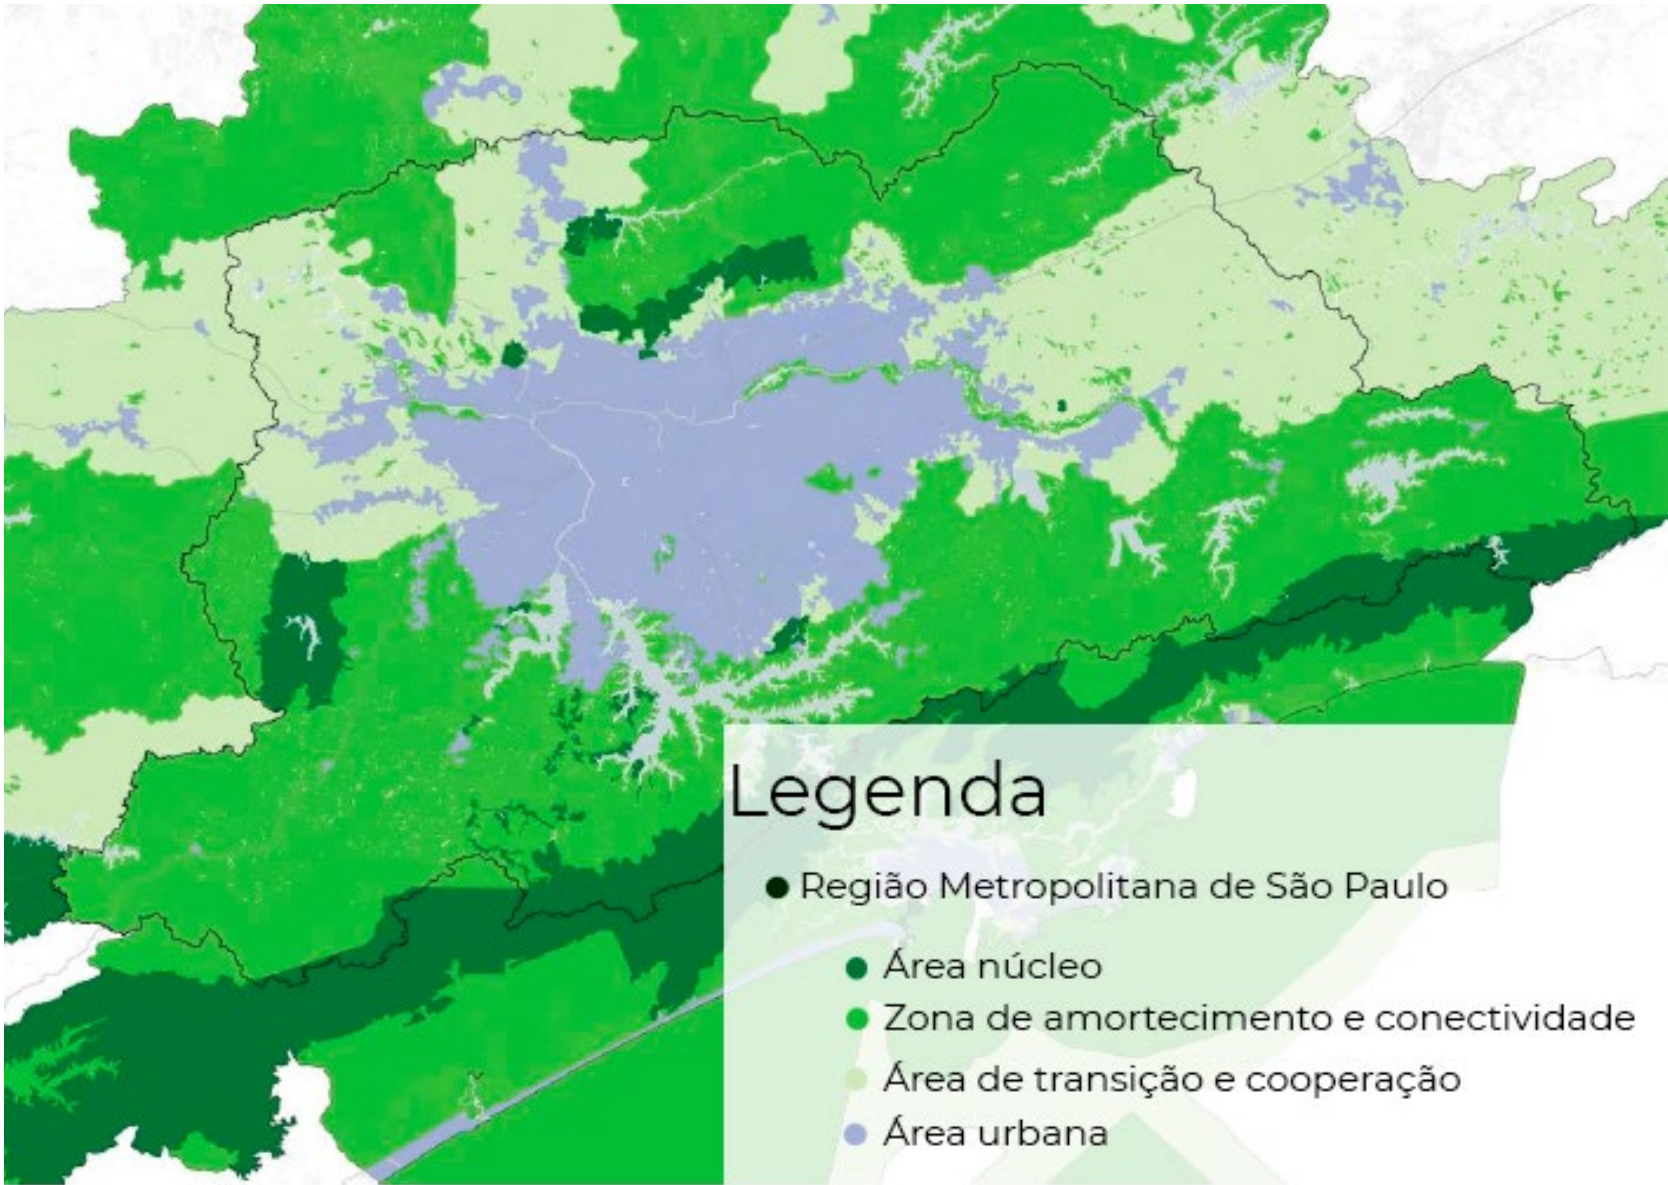 Legenda
Região Metropolitana de São Paulo
Área núcleo
Zona de amortecimento e conectividade
Área de transição e cooperação
Área urbana